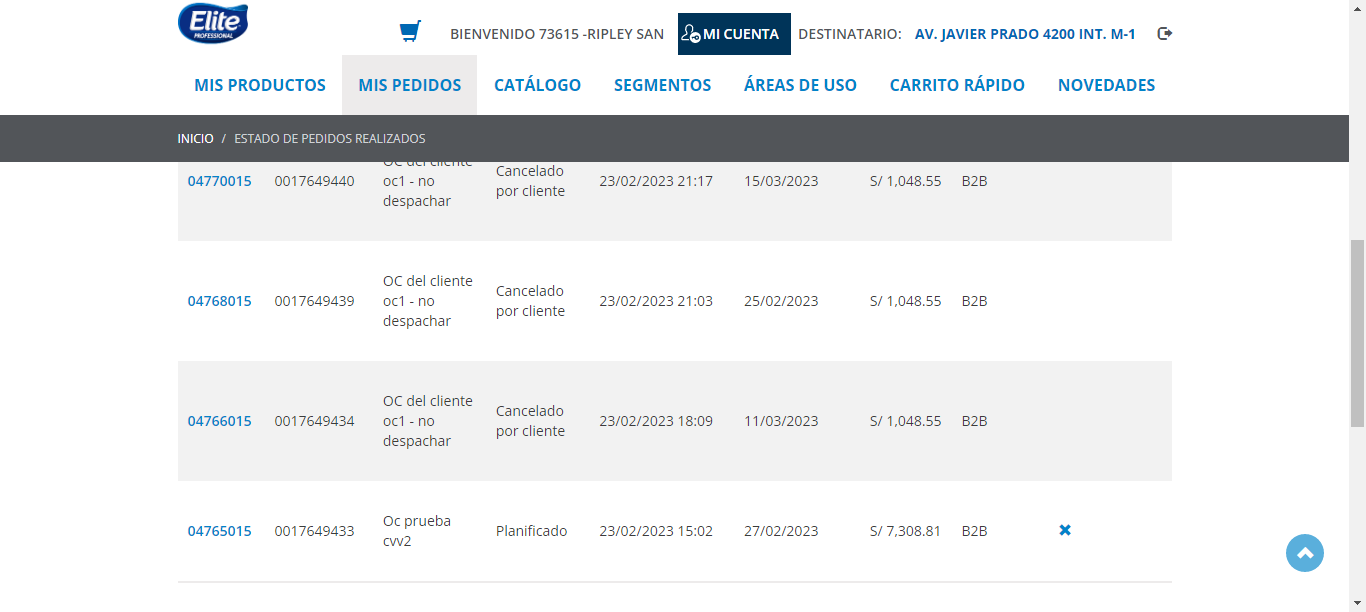 Elite
PROFESSIONAL
BIENVENIDO 73615 -RIPLEY SAN
MI CUENTA
DESTINATARIO:
AV. JAVIER PRADO 4200 INT. M-1
MIS PRODUCTOS
MIS PEDIDOS
CATÁLOGO
SEGMENTOS
ÁREAS DE USO
CARRITO RÁPIDO
NOVEDADES
INICIO / ESTADO DE PEDIDOS REALIZADOS
04770015
0017649440
OC del cliente
oc1 - no
despachar
Cancelado
por cliente
23/02/2023 21:17
15/03/2023
S/ 1,048.55
B2B
04768015
0017649439
OC del cliente
oc1 - no
despachar
Cancelado
por cliente
23/02/2023 21:03
25/02/2023
S/ 1,048.55
B2B
04766015
0017649434
OC del cliente
oc1 - no
despachar
Cancelado
por cliente
23/02/2023 18:09
11/03/2023
S/ 1,048.55
B2B
04765015
0017649433
Oc prueba
cvv2
Planificado
23/02/2023 15:02
27/02/2023
S/ 7,308.81
B2B